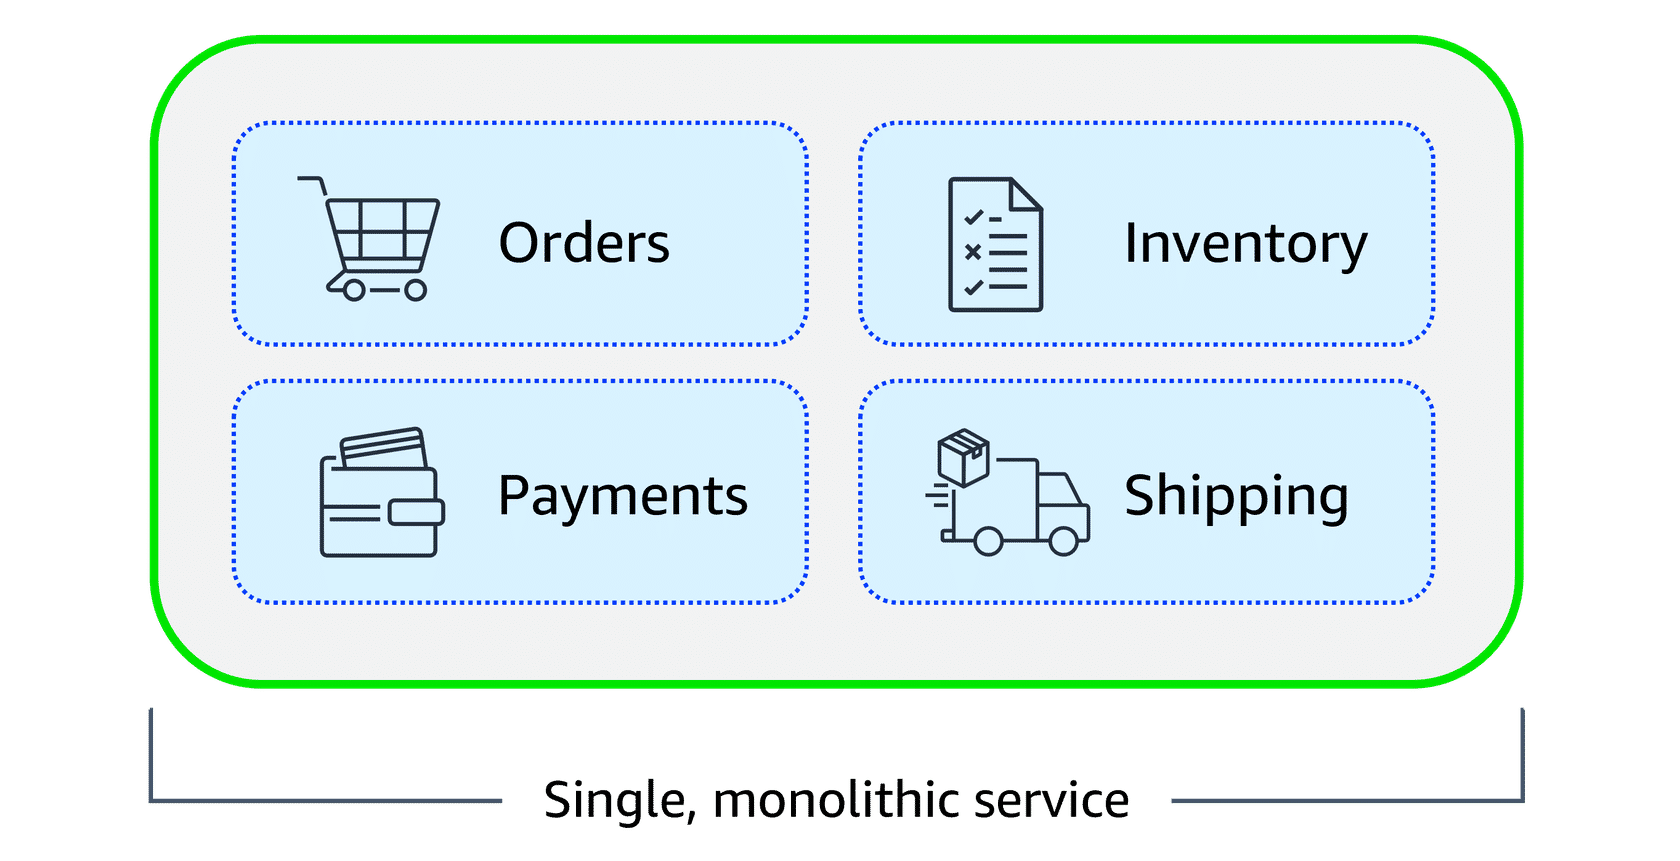 Orders
Inventory
Payments
Shipping
Single, monolithic service